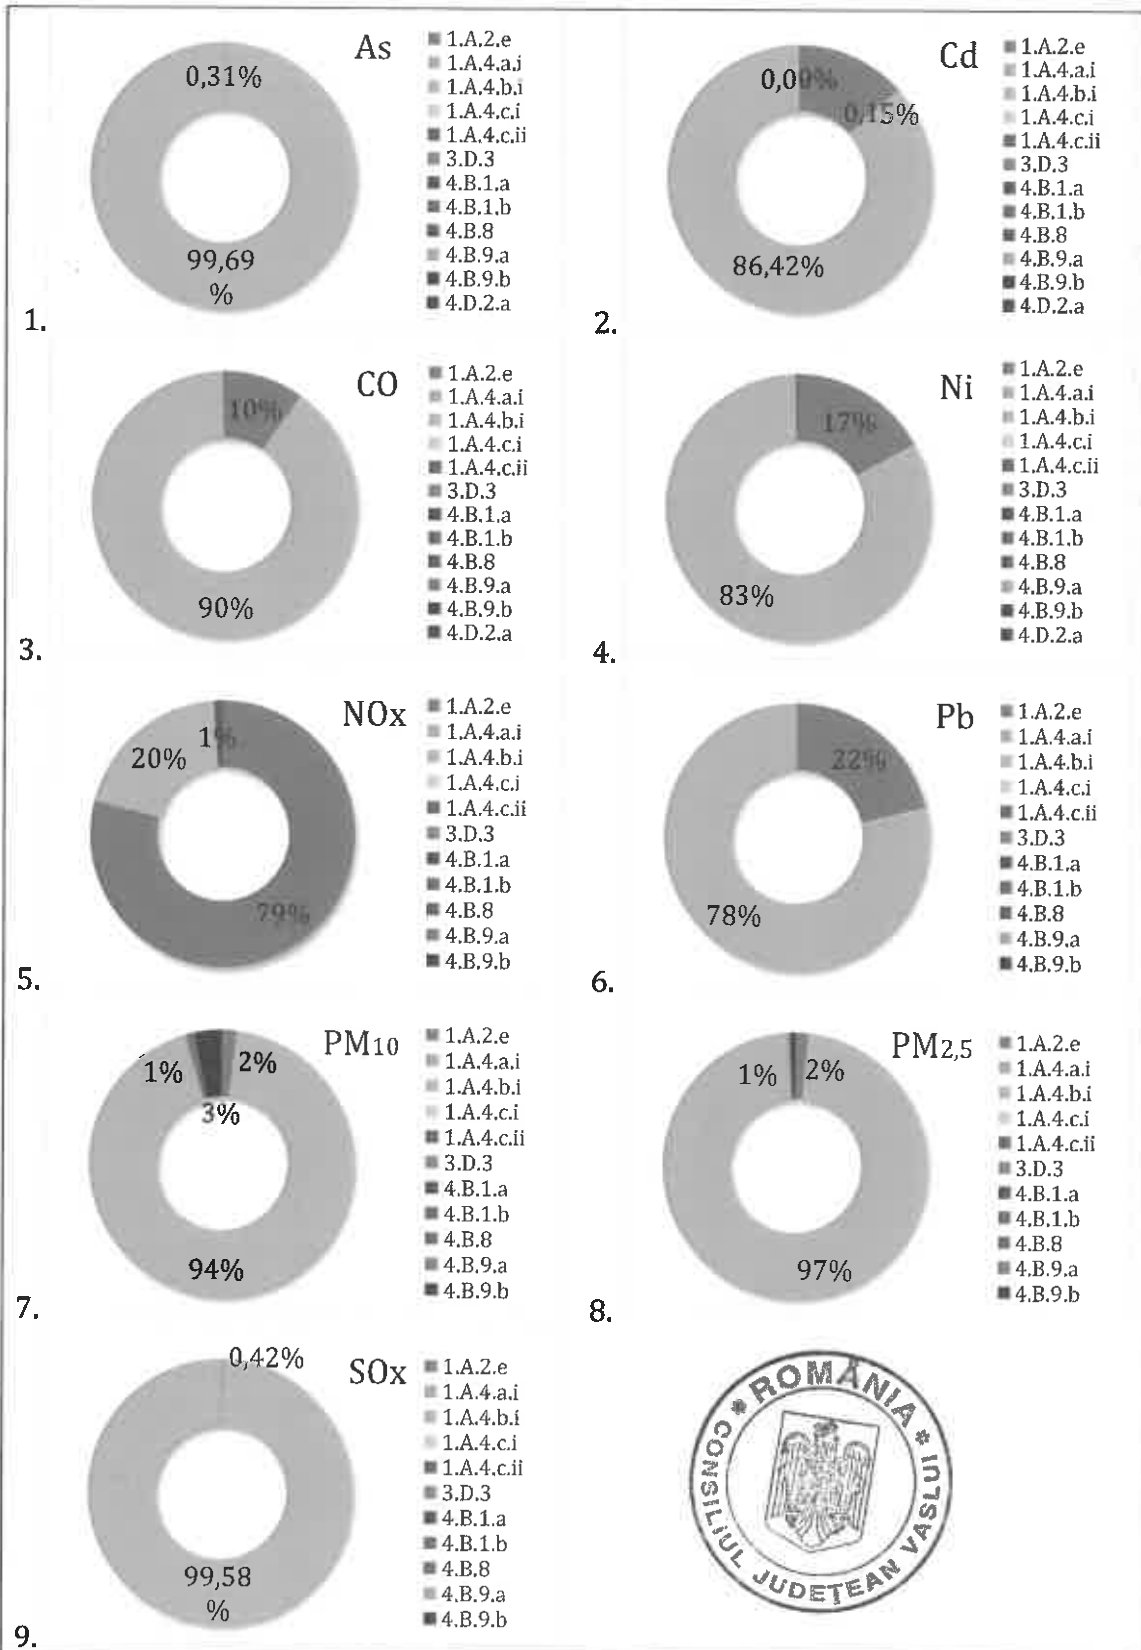 As
0,31%
99,69
%
1.A.2.e
1.A.4.a.i
1.A.4.b.i
1.A.4.c.i
1.A.4.c.ii
3.D.3
4.B.1.a
4.B.1.b
4.B.8
4.B.9.a
4.B.9.b
4.D.2.a
1.
Cd
0,00%
0,15%
86,42%
1.A.2.e
1.A.4.a.i
1.A.4.b.i
1.A.4.c.i
1.A.4.c.ii
3.D.3
4.B.1.a
4.B.1.b
4.B.8
4.B.9.a
4.B.9.b
4.D.2.a
2.
CO
10%
90%
1.A.2.e
1.A.4.a.i
1.A.4.b.i
1.A.4.c.i
1.A.4.c.ii
3.D.3
4.B.1.a
4.B.1.b
4.B.8
4.B.9.a
4.B.9.b
4.D.2.a
3.
Ni
17%
83%
1.A.2.e
1.A.4.a.i
1.A.4.b.i
1.A.4.c.i
1.A.4.c.ii
3.D.3
4.B.1.a
4.B.1.b
4.B.8
4.B.9.a
4.B.9.b
4.D.2.a
4.
NOx
1%
20%
79%
1.A.2.e
1.A.4.a.i
1.A.4.b.i
1.A.4.c.i
1.A.4.c.ii
3.D.3
4.B.1.a
4.B.1.b
4.B.8
4.B.9.a
4.B.9.b
5.
Pb
22%
78%
1.A.2.e
1.A.4.a.i
1.A.4.b.i
1.A.4.c.i
1.A.4.c.ii
3.D.3
4.B.1.a
4.B.1.b
4.B.8
4.B.9.a
4.B.9.b
6.
PM10
1%
2%
3%
94%
1.A.2.e
1.A.4.a.i
1.A.4.b.i
1.A.4.c.i
1.A.4.c.ii
3.D.3
4.B.1.a
4.B.1.b
4.B.8
4.B.9.a
4.B.9.b
7.
PM2,5
1%
2%
97%
1.A.2.e
1.A.4.a.i
1.A.4.b.i
1.A.4.c.i
1.A.4.c.ii
3.D.3
4.B.1.a
4.B.1.b
4.B.8
4.B.9.a
4.B.9.b
8.
SOx
0,42%
99,58
%
1.A.2.e
1.A.4.a.i
1.A.4.b.i
1.A.4.c.i
1.A.4.c.ii
3.D.3
4.B.1.a
4.B.1.b
4.B.8
4.B.9.a
4.B.9.b
9.
* ROMÂNIA *
CONSILIUL JUDEȚEAN VASLUI